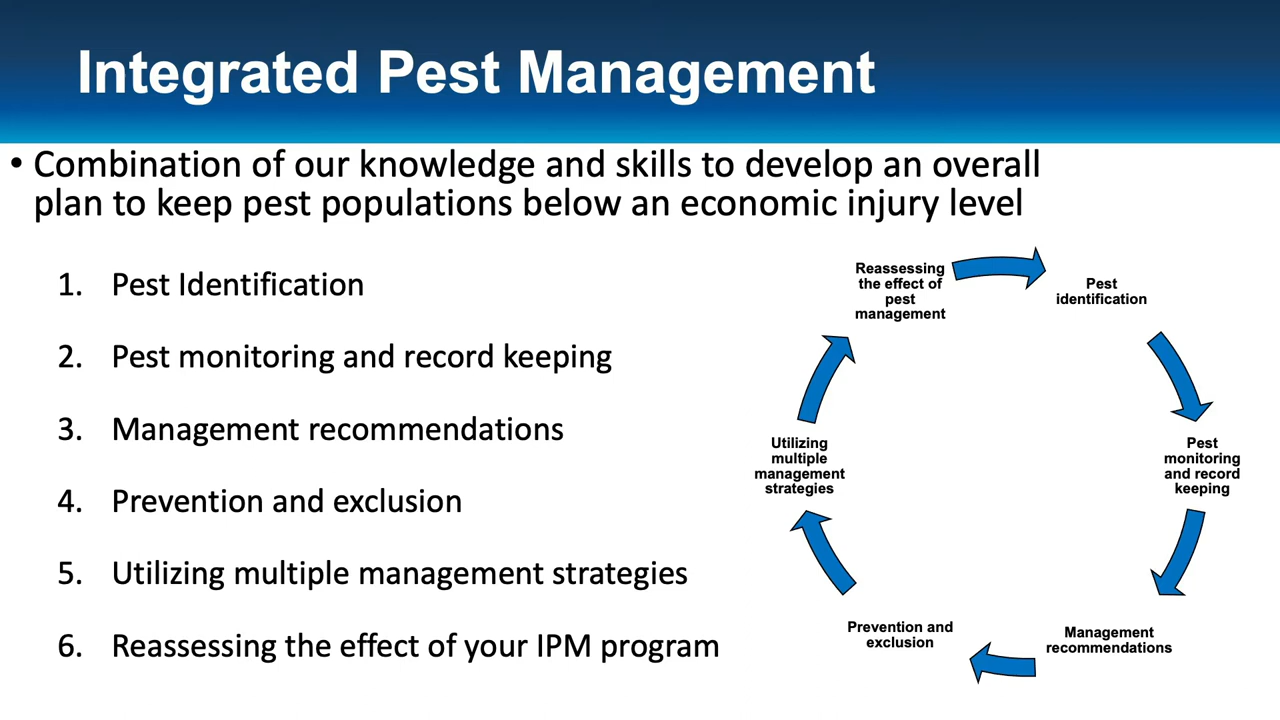 Integrated Pest Management
• Combination of our knowledge and skills to develop an overall
plan to keep pest populations below an economic injury level
1. Pest Identification
2. Pest monitoring and record keeping
3. Management recommendations
4. Prevention and exclusion
5. Utilizing multiple management strategies
6. Reassessing the effect of your IPM program
Reassessing
the effect of
pest
management
Pest
identification
Pest
monitoring
and record
keeping
Management
recommendations
Prevention and
exclusion
Utilizing
multiple
management
strategies